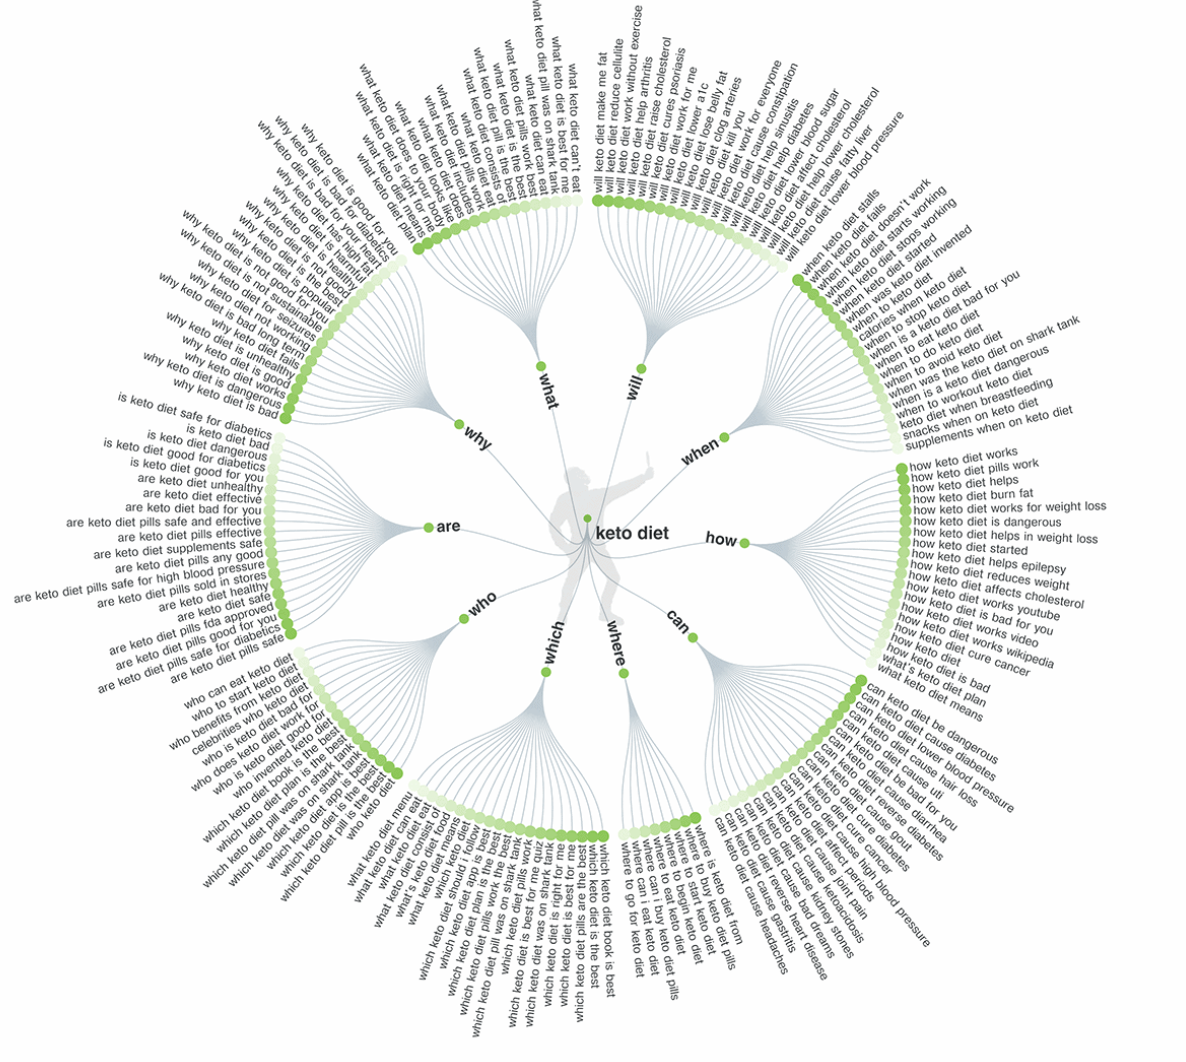 keto diet
what
what keto diet plan
what keto diet means
what keto diet is right for me
what keto diet does to your body
what keto diet looks like
what keto diet does
what keto diet includes
what keto diet pills work
what keto diet eat
what keto diet consists of
what keto diet pill is the best
what keto diet is the best
what keto diet pills work best
what keto diet can eat
what keto diet pill was on shark tank
what keto diet is best for me
what keto diet can't eat
will
will keto diet make me fat
will keto diet reduce cellulite
will keto diet work without exercise
will keto diet help arthritis
will keto diet raise cholesterol
will keto diet cures psoriasis
will keto diet work for me
will keto diet lower a1c
will keto diet lose belly fat
will keto diet clog arteries
will keto diet kill you
will keto diet work for everyone
will keto diet cause constipation
will keto diet help sinusitis
will keto diet help diabetes
will keto diet lower blood sugar
will keto diet affect cholesterol
will keto diet help lower cholesterol
will keto diet cause fatty liver
will keto diet lower blood pressure
when
when keto diet stalls
when keto diet fails
when keto diet doesn't work
when keto diet starts working
when keto diet stops working
when keto diet started
when was keto diet invented
when to keto diet
calories when keto diet
when to stop keto diet
when is a keto diet bad for you
when to eat keto diet
when to do keto diet
when to avoid keto diet
when was the keto diet on shark tank
when is a keto diet dangerous
when to workout keto diet
keto diet when breastfeeding
snacks when on keto diet
supplements when on keto diet
how
how keto diet works
how keto diet pills work
how keto diet helps
how keto diet burn fat
how keto diet works for weight loss
how keto diet is dangerous
how keto diet helps in weight loss
how keto diet started
how keto diet helps epilepsy
how keto diet reduces weight
how keto diet affects cholesterol
how keto diet works youtube
how keto diet is bad for you
how keto diet works video
how keto diet works wikipedia
how keto diet cure cancer
how keto diet
how keto diet is bad
what's keto diet plan
what keto diet means
can
can keto diet be dangerous
can keto diet cause diabetes
can keto diet lower blood pressure
can keto diet cause hair loss
can keto diet cause uti
can keto diet be bad for you
can keto diet cause diarrhea
can keto diet reverse diabetes
can keto diet cause gout
can keto diet cure diabetes
can keto diet cure cancer
can keto diet cause high blood pressure
can keto diet affect periods
can keto diet cause joint pain
can keto diet cause ketoacidosis
can keto diet cause kidney stones
can keto diet cause bad dreams
can keto diet reverse heart disease
can keto diet cause gastritis
can keto diet cause headaches
where
where is keto diet from
where to buy keto diet pills
where to start keto diet
where to begin keto diet
where to eat keto diet
where can i buy keto diet pills
where can i eat keto diet
where to go for keto diet
which
which keto diet book is best
which keto diet is the best
which keto diet pills are the best
which keto diet is best for me
which keto diet is right for me
which keto diet was on shark tank
which keto diet is best for me quiz
which keto diet pills work
which keto diet pill was on shark tank
which keto diet pills work the best
which keto diet plan is the best
which keto diet app is best
which keto diet should i follow
which keto diet
what keto diet means
what's keto diet food
what keto diet consist of
what keto diet eat
what keto diet can eat
what keto diet menu
who
who keto diet
which keto diet pill is the best
which keto diet is the best
which keto diet app is best
which keto diet was on shark tank
which keto diet pill was on shark tank
which keto diet plan is the best
which keto diet book is the best
who invented keto diet
who is keto diet good for
who does keto diet work for
who is keto diet bad for
celebrities who keto diet
who benefits from keto diet
who to start keto diet
who can eat keto diet
are
are keto diet pills safe
are keto diet pills safe for diabetics
are keto diet pills good for you
are keto diet pills fda approved
are keto diet safe
are keto diet healthy
are keto diet pills sold in stores
are keto diet pills safe for high blood pressure
are keto diet pills any good
are keto diet supplements safe
are keto diet pills effective
are keto diet pills safe and effective
are keto diet bad for you
are keto diet effective
are keto diet unhealthy
is keto diet good for you
is keto diet good for diabetics
is keto diet dangerous
is keto diet bad
is keto diet safe for diabetics
why
why keto diet is bad
why keto diet is dangerous
why keto diet works
why keto diet is good
why keto diet is unhealthy
why keto diet fails
why keto diet is bad long term
why keto diet not working
why keto diet for seizures
why keto diet is not sustainable
why keto diet is not good for you
why keto diet is popular
why keto diet is the best
why keto diet is not good
why keto diet is healthy
why keto diet is harmful
why keto diet has high fat
why keto diet is bad for your heart
why keto diet is bad for diabetics
why keto diet is good for you